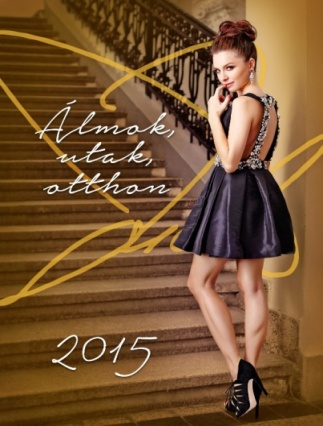 Álmok,
utak,
otthon
2015